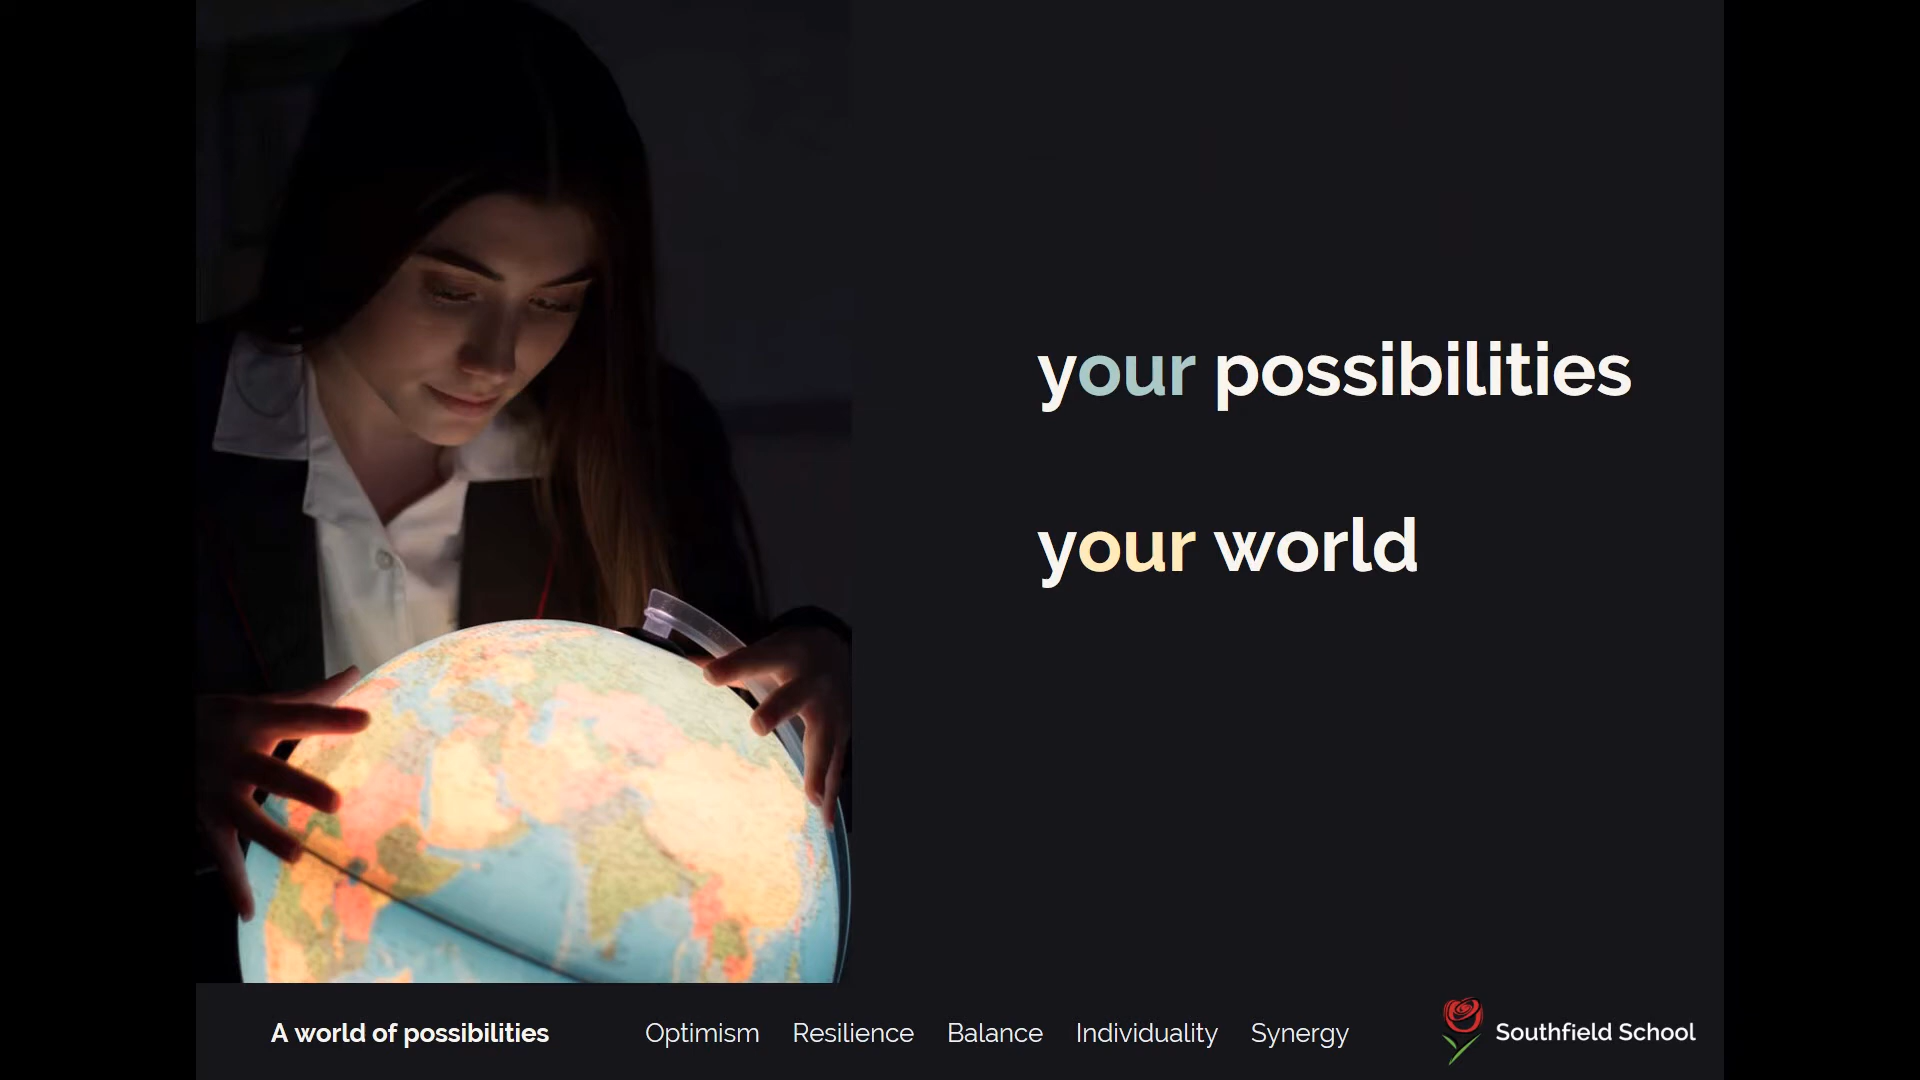 your possibilities
your world
A world of possibilities
Optimism Resilience Balance Individuality Synergy
Southfield School